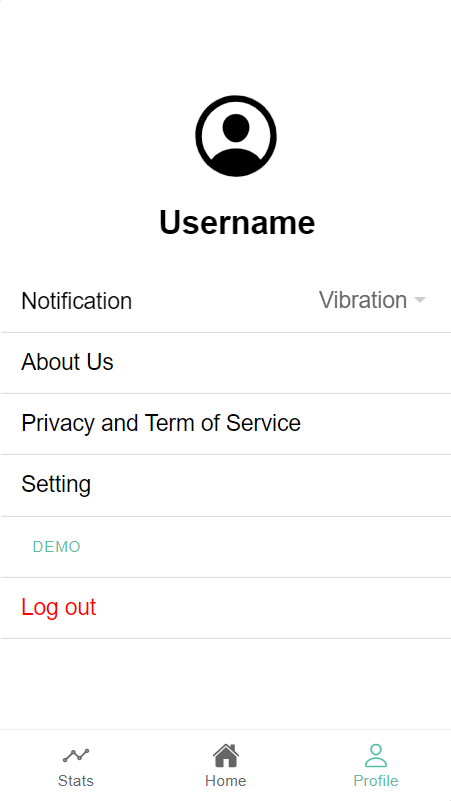 Username
Notification Vibration
About Us
Privacy and Term of Service
Setting
DEMO
Log out
Stats Home Profile